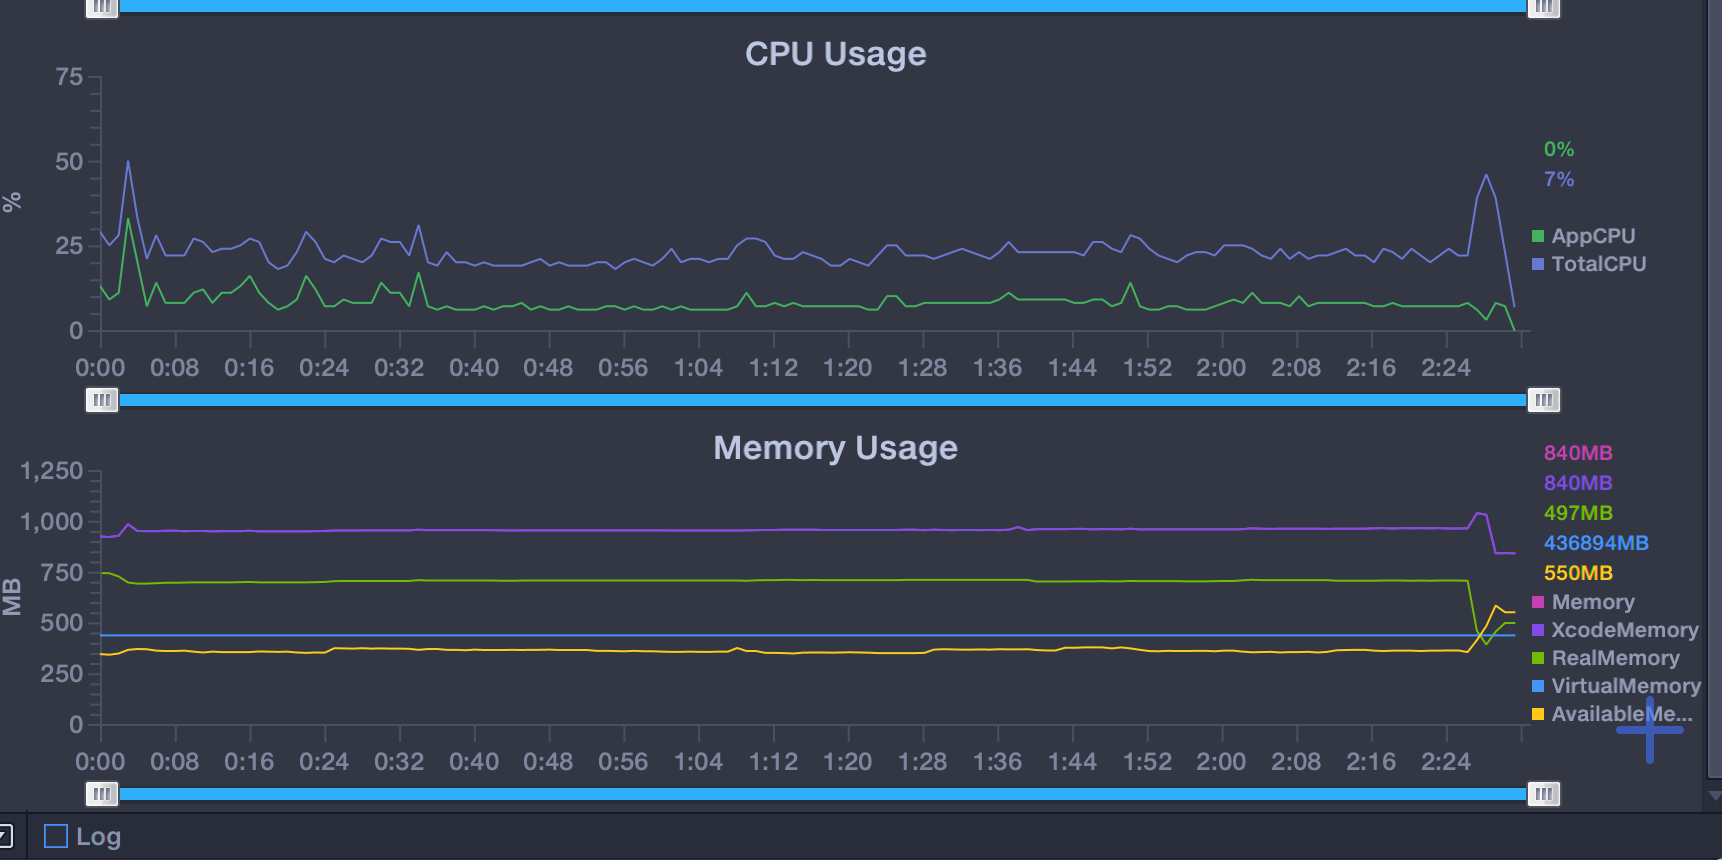 CPU Usage
75
50
25
0
%
0:00 0:08 0:16 0:24 0:32 0:40 0:48 0:56 1:04 1:12 1:20 1:28 1:36 1:44 1:52 2:00 2:08 2:16 2:24
0%
7%
AppCPU
TotalCPU
Memory Usage
1,250
1,000
750
500
250
0
MB
0:00 0:08 0:16 0:24 0:32 0:40 0:48 0:56 1:04 1:12 1:20 1:28 1:36 1:44 1:52 2:00 2:08 2:16 2:24
840MB
840MB
497MB
436894MB
550MB
Memory
XcodeMemory
RealMemory
VirtualMemory
AvailableMe...
Log